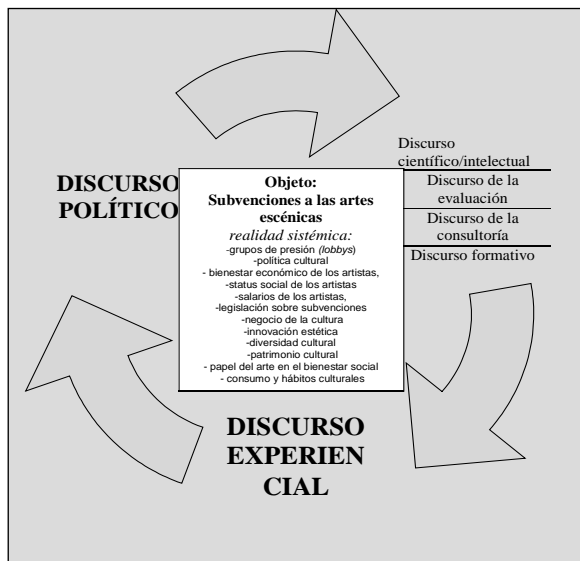 Discurso
científico/intelectual
Discurso de la
evaluación
Discurso de la
consultoría
Discurso formativo
DISCURSO
POLÍTICO
Objeto:
Subvenciones a las artes
escénicas
realidad sistémica:
-grupos de presión (lobbys)
-política cultural
- bienestar económico de los artistas,
-status social de los artistas
-salarios de los artistas,
-legislación sobre subvenciones
-negocio de la cultura
-innovación estética
-diversidad cultural
-patrimonio cultural
- papel del arte en el bienestar social
- consumo y hábitos culturales
DISCURSO
EXPERIEN
CIAL